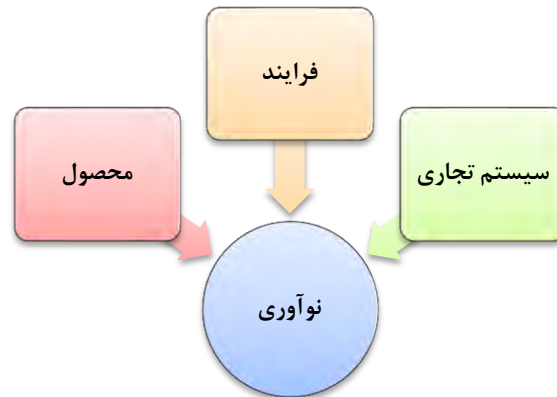 فرایند
سیستم تجاری
محصول
نوآوری